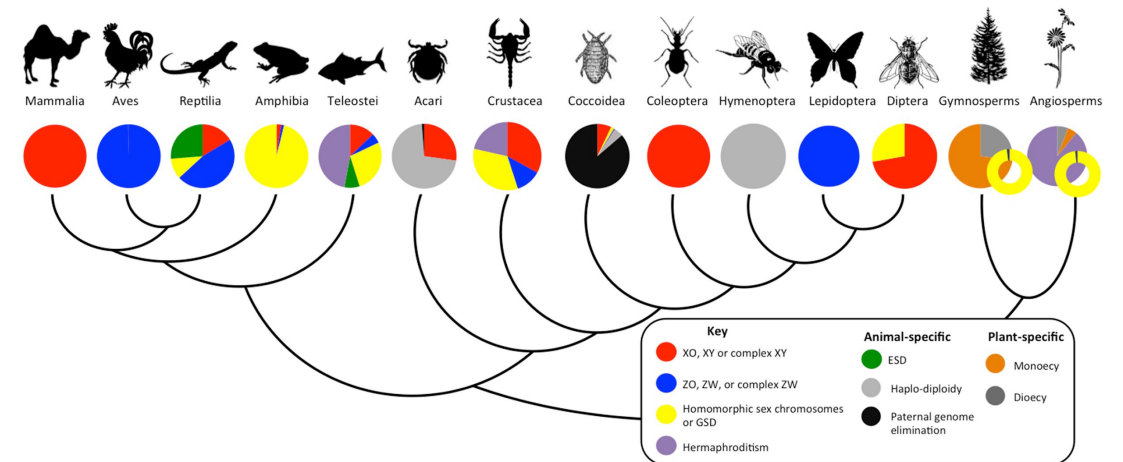 Mammalia Aves Reptilia Amphibia Teleostei Acari Crustacea Coccoidea Coleoptera Hymenoptera Lepidoptera Diptera Gymnosperms Angiosperms
Key
XO, XY or complex XY
ZO, ZW, or complex ZW
Homomorphic sex chromosomes
or GSD
Hermaphroditism
Animal-specific
ESD
Haplo-diploidy
Paternal genome
elimination
Plant-specific
Monoecy
Dioecy